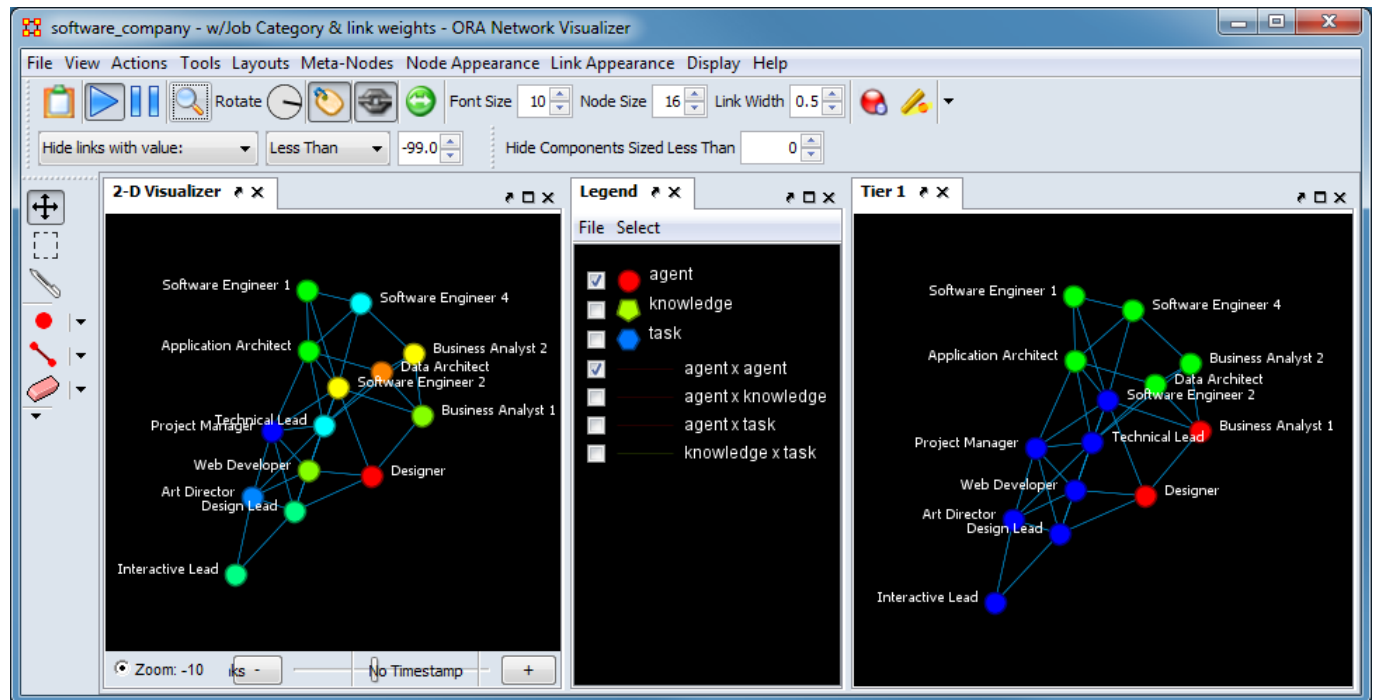 software_company - w/Job Category & link weights - ORA Network Visualizer
File View Actions Tools Layouts Meta-Nodes Node Appearance Link Appearance Display Help
Rotate Font Size 10 Node Size 16 Link Width 0.5
Hide links with value: Less Than -99.0 Hide Components Sized Less Than 0
2-D Visualizer
Software Engineer 1
Software Engineer 4
Application Architect
Business Analyst 2
Data Architect
Software Engineer 2
Business Analyst 1
Technical Lead
Project Manager
Web Developer
Designer
Art Director
Design Lead
Interactive Lead
Zoom: -10 - No Timestamp +
Legend
File Select
agent
knowledge
task
agent x agent
agent x knowledge
agent x task
knowledge x task
Tier 1
Software Engineer 1
Software Engineer 4
Application Architect
Business Analyst 2
Data Architect
Software Engineer 2
Business Analyst 1
Technical Lead
Project Manager
Web Developer
Designer
Art Director
Design Lead
Interactive Lead